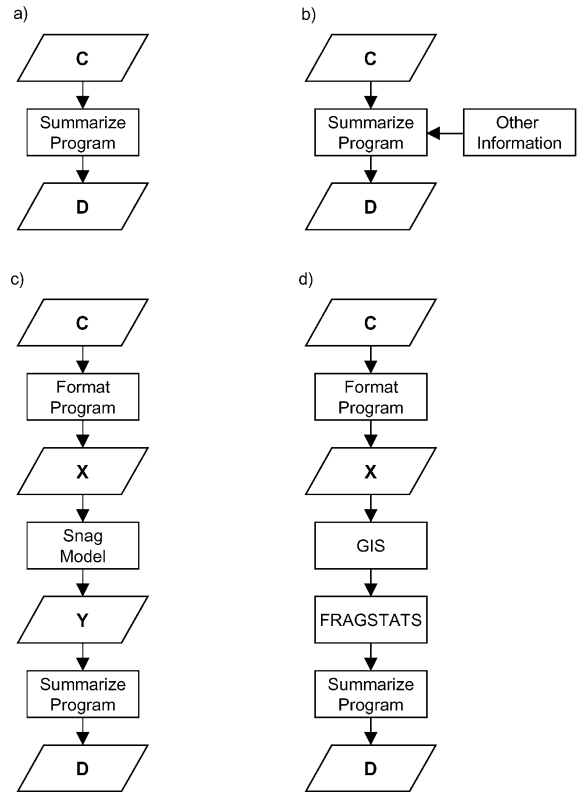 a)
C
Summarize
Program
D
b)
C
Summarize
Program
Other
Information
D
c)
C
Format
Program
X
Snag
Model
Y
Summarize
Program
D
d)
C
Format
Program
X
GIS
FRAGSTATS
Summarize
Program
D